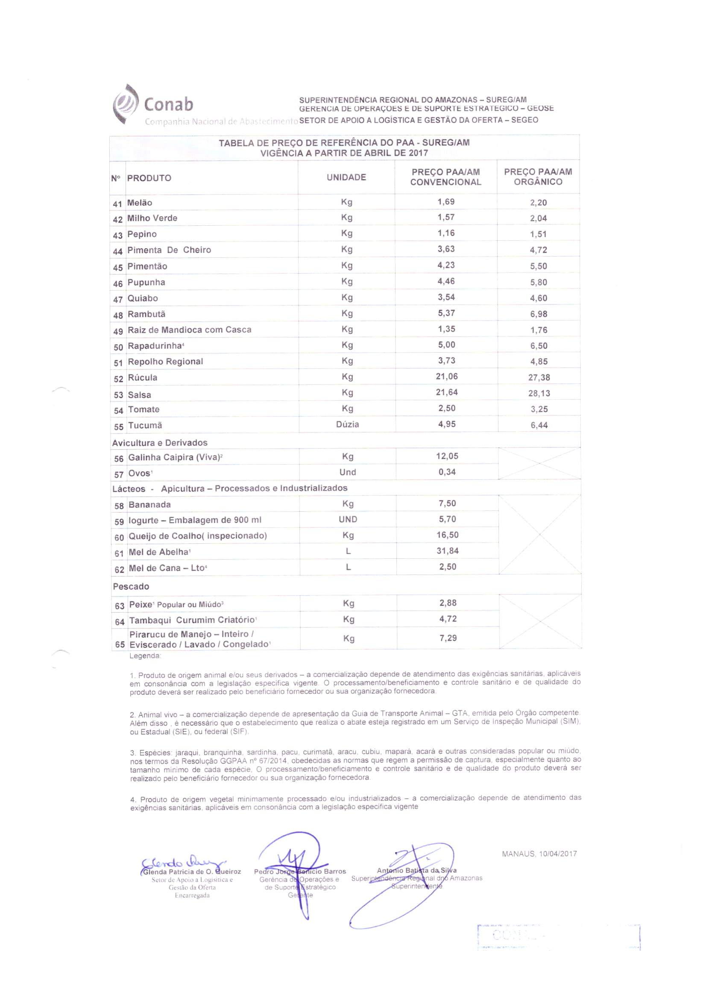 Conab
Companhia Nacional de Abastecimento
SUPERINTENDÊNCIA REGIONAL DO AMAZONAS – SUREG/AM
GERENCIA DE OPERAÇOES E DE SUPORTE ESTRATEGICO – GEOSE
SETOR DE APOIO A LOGÍSTICA E GESTÃO DA OFERTA – SEGEO
TABELA DE PREÇO DE REFERÊNCIA DO PAA - SUREG/AM
VIGÊNCIA A PARTIR DE ABRIL DE 2017
Nº PRODUTO UNIDADE PREÇO PAA/AM CONVENCIONAL PREÇO PAA/AM ORGÂNICO
41 Melão Kg 1,69 2,20
42 Milho Verde Kg 1,57 2,04
43 Pepino Kg 1,16 1,51
44 Pimenta De Cheiro Kg 3,63 4,72
45 Pimentão Kg 4,23 5,50
46 Pupunha Kg 4,46 5,80
47 Quiabo Kg 3,54 4,60
48 Rambutã Kg 5,37 6,98
49 Raiz de Mandioca com Casca Kg 1,35 1,76
50 Rapadurinha⁴ Kg 5,00 6,50
51 Repolho Regional Kg 3,73 4,85
52 Rúcula Kg 21,06 27,38
53 Salsa Kg 21,64 28,13
54 Tomate Kg 2,50 3,25
55 Tucumã Dúzia 4,95 6,44
Avicultura e Derivados
56 Galinha Caipira (Viva)² Kg 12,05
57 Ovos¹ Und 0,34
Lácteos - Apicultura – Processados e Industrializados
58 Bananada Kg 7,50
59 Iogurte – Embalagem de 900 ml UND 5,70
60 Queijo de Coalho( inspecionado) Kg 16,50
61 Mel de Abelha¹ L 31,84
62 Mel de Cana – Lto⁴ L 2,50
Pescado
63 Peixe¹ Popular ou Miúdo³ Kg 2,88
64 Tambaqui Curumim Criatório¹ Kg 4,72
65 Pirarucu de Manejo – Inteiro /
Eviscerado / Lavado / Congelado¹ Kg 7,29
Legenda:
1. Produto de origem animal e/ou seus derivados – a comercialização depende de atendimento das exigências sanitárias, aplicáveis
em consonância com a legislação específica vigente. O processamento/beneficiamento e controle sanitário e de qualidade do
produto deverá ser realizado pelo beneficiário fornecedor ou sua organização fornecedora.
2. Animal vivo – a comercialização depende de apresentação da Guia de Transporte Animal – GTA, emitida pelo Órgão competente.
Além disso , é necessário que o estabelecimento que realiza o abate esteja registrado em um Serviço de Inspeção Municipal (SIM),
ou Estadual (SIE), ou federal (SIF).
3. Espécies: jaraqui, branquinha, sardinha, pacu, curimatã, aracu, cubiu, mapará, acará e outras consideradas popular ou miúdo,
nos termos da Resolução GGPAA nº 67/2014, obedecidas as normas que regem a permissão de captura, especialmente quanto ao
tamanho mínimo de cada espécie, O processamento/beneficiamento e controle sanitário e de qualidade do produto deverá ser
realizado pelo beneficiário fornecedor ou sua organização fornecedora.
4. Produto de origem vegetal minimamente processado e/ou industrializados – a comercialização depende de atendimento das
exigências sanitárias, aplicáveis em consonância com a legislação especifica vigente
MANAUS, 10/04/2017
Glenda Patricia de O. Queiroz
Setor de Apoio a Logisitica e
Gestão da Oferta
Encarregada
Pedro Jorge Benicio Barros
Gerência de Operações e
de Suporte Estratégico
Gerente
Antonio Batista da Silva
Superintendência Regional dno Amazonas
Superintendente